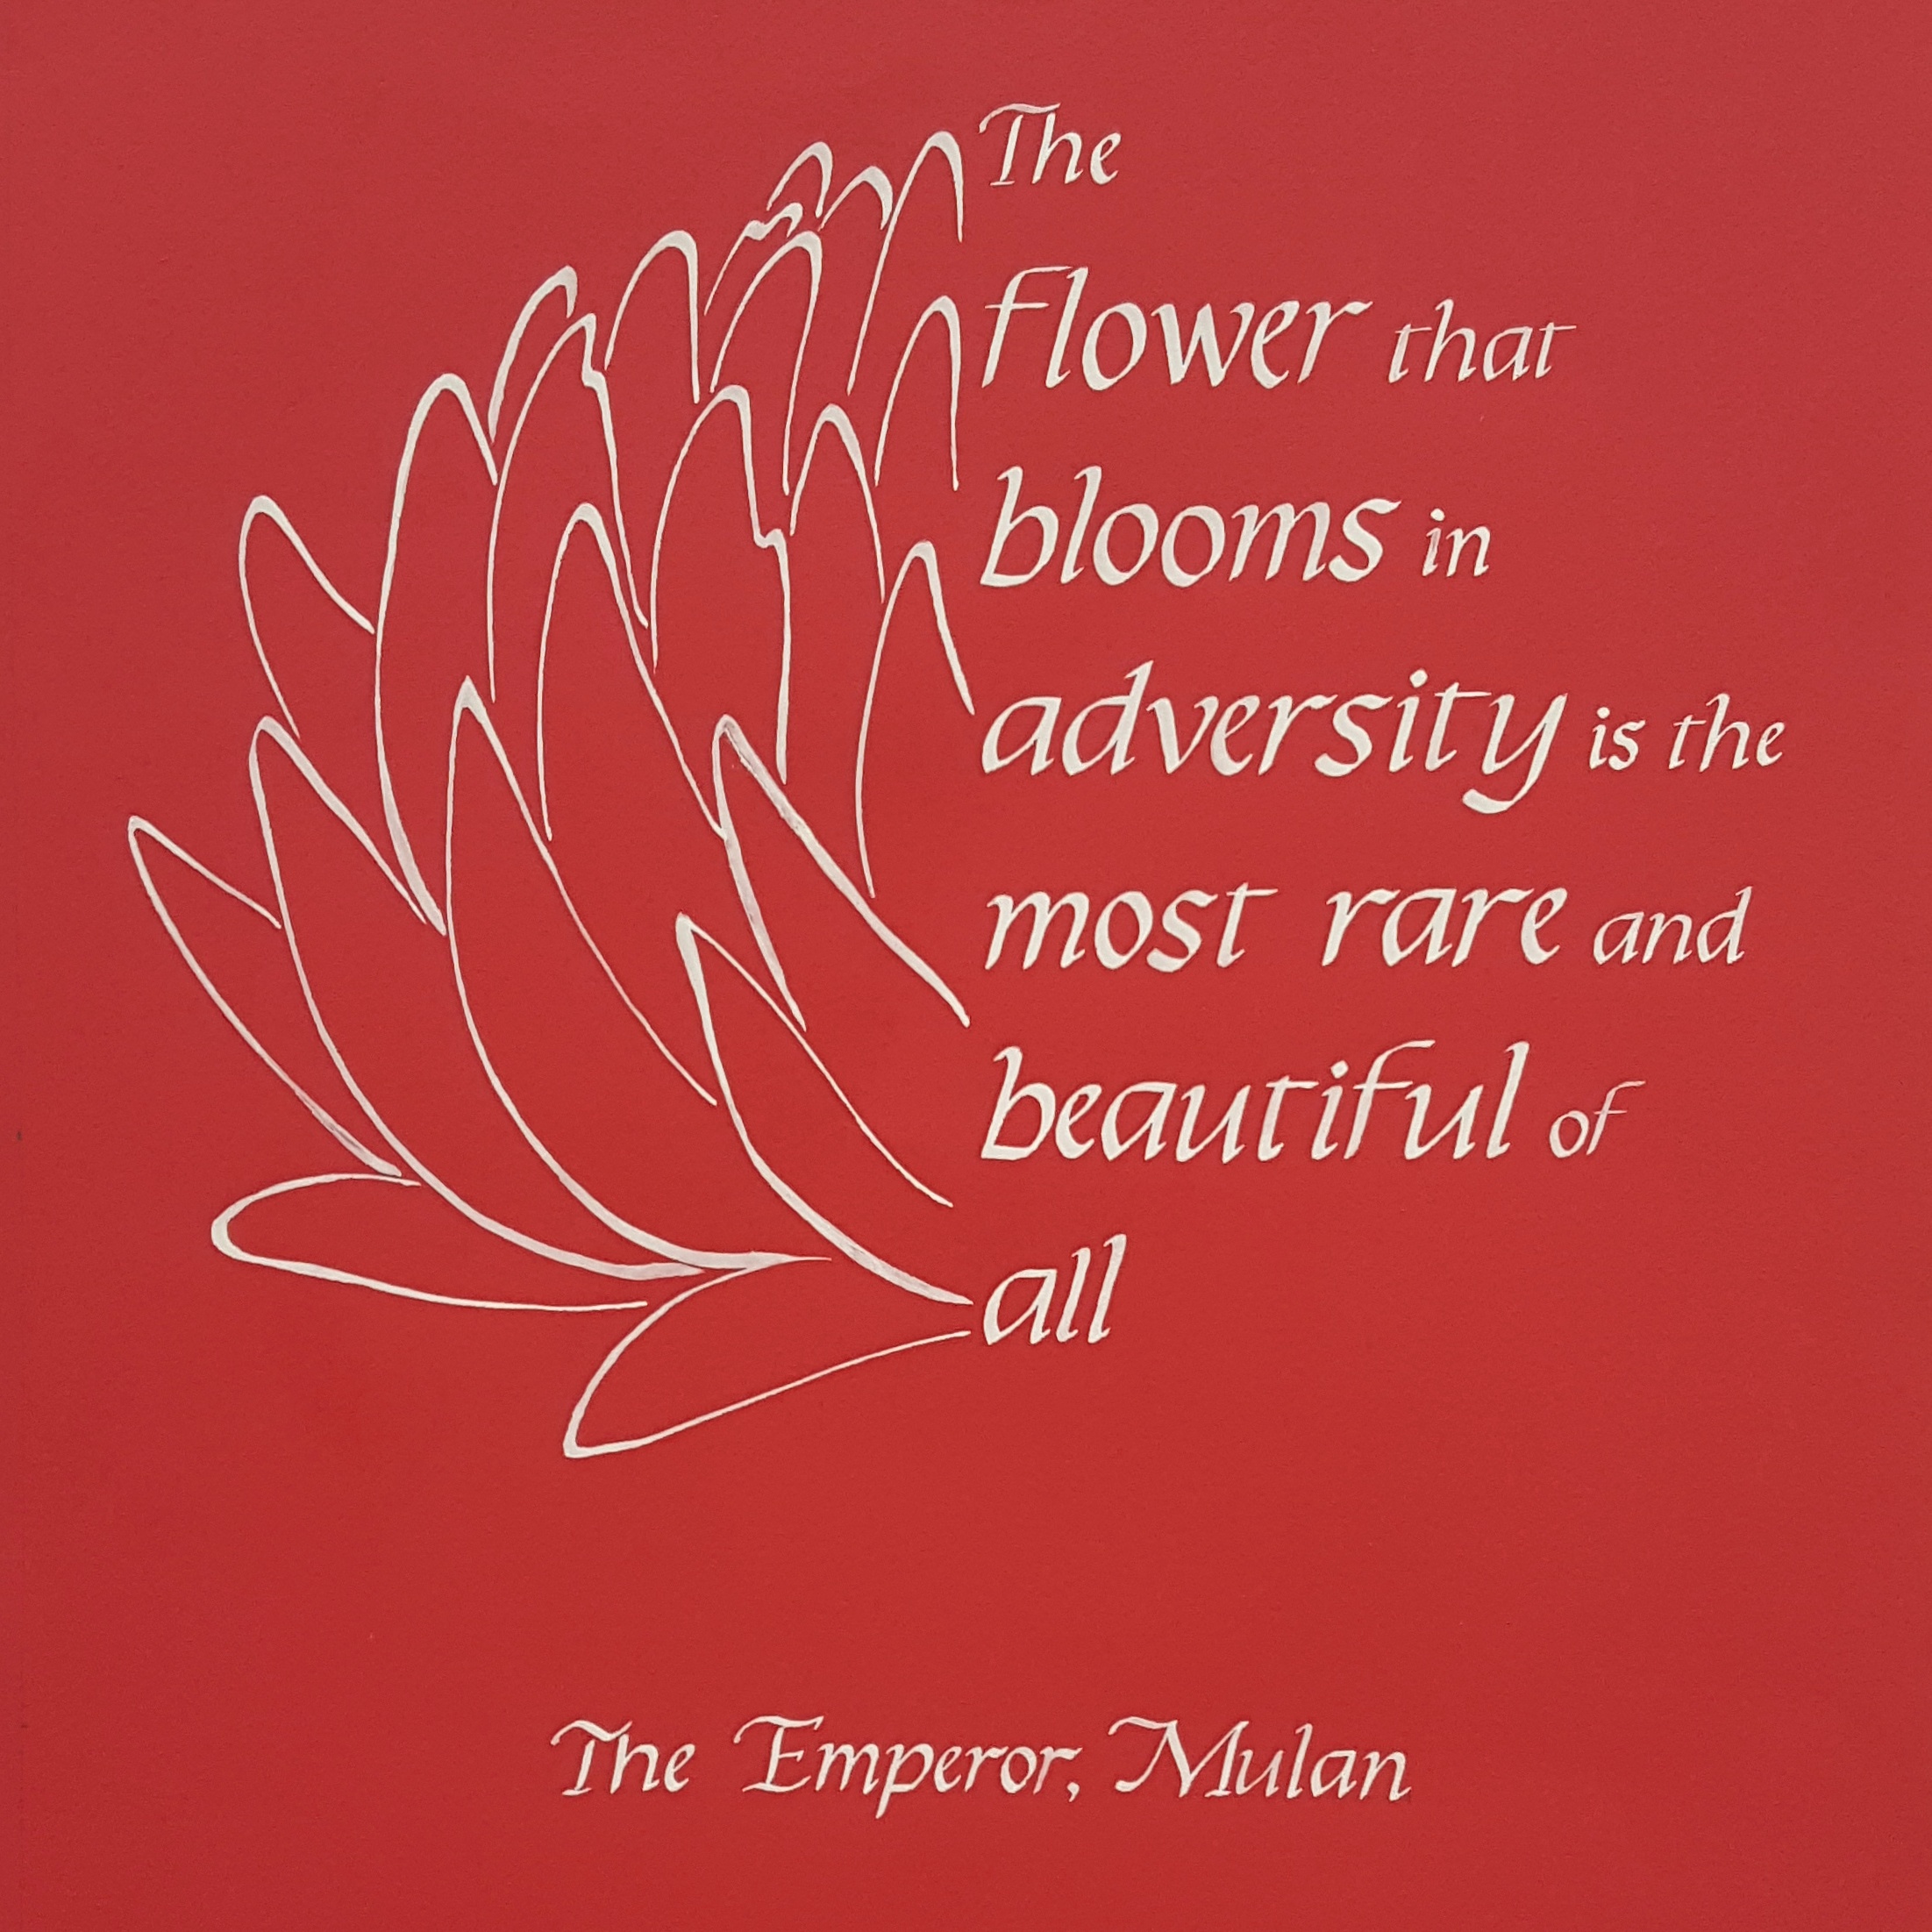 The
flower that
blooms in
adversity is the
most rare and
beautiful of
all
The Emperor, Mulan